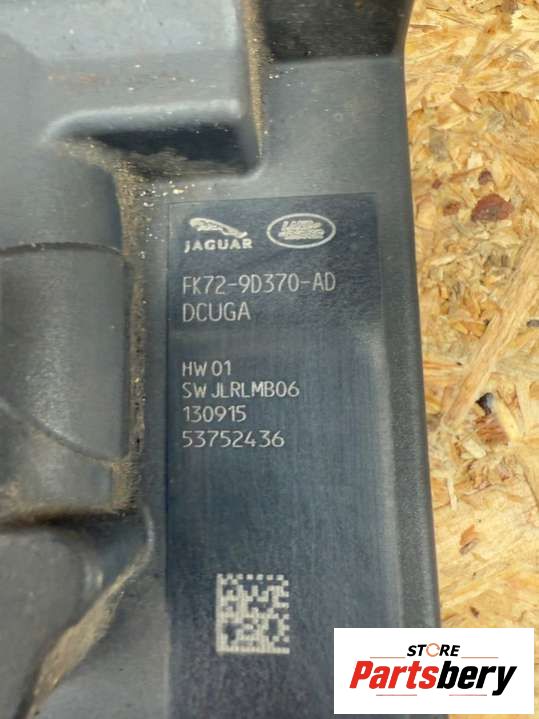 JAGUAR
FK72-9D370-AD
DCUGA
HW 01
SW JLRLMB06
130915
53752436
STORE
Partsbery